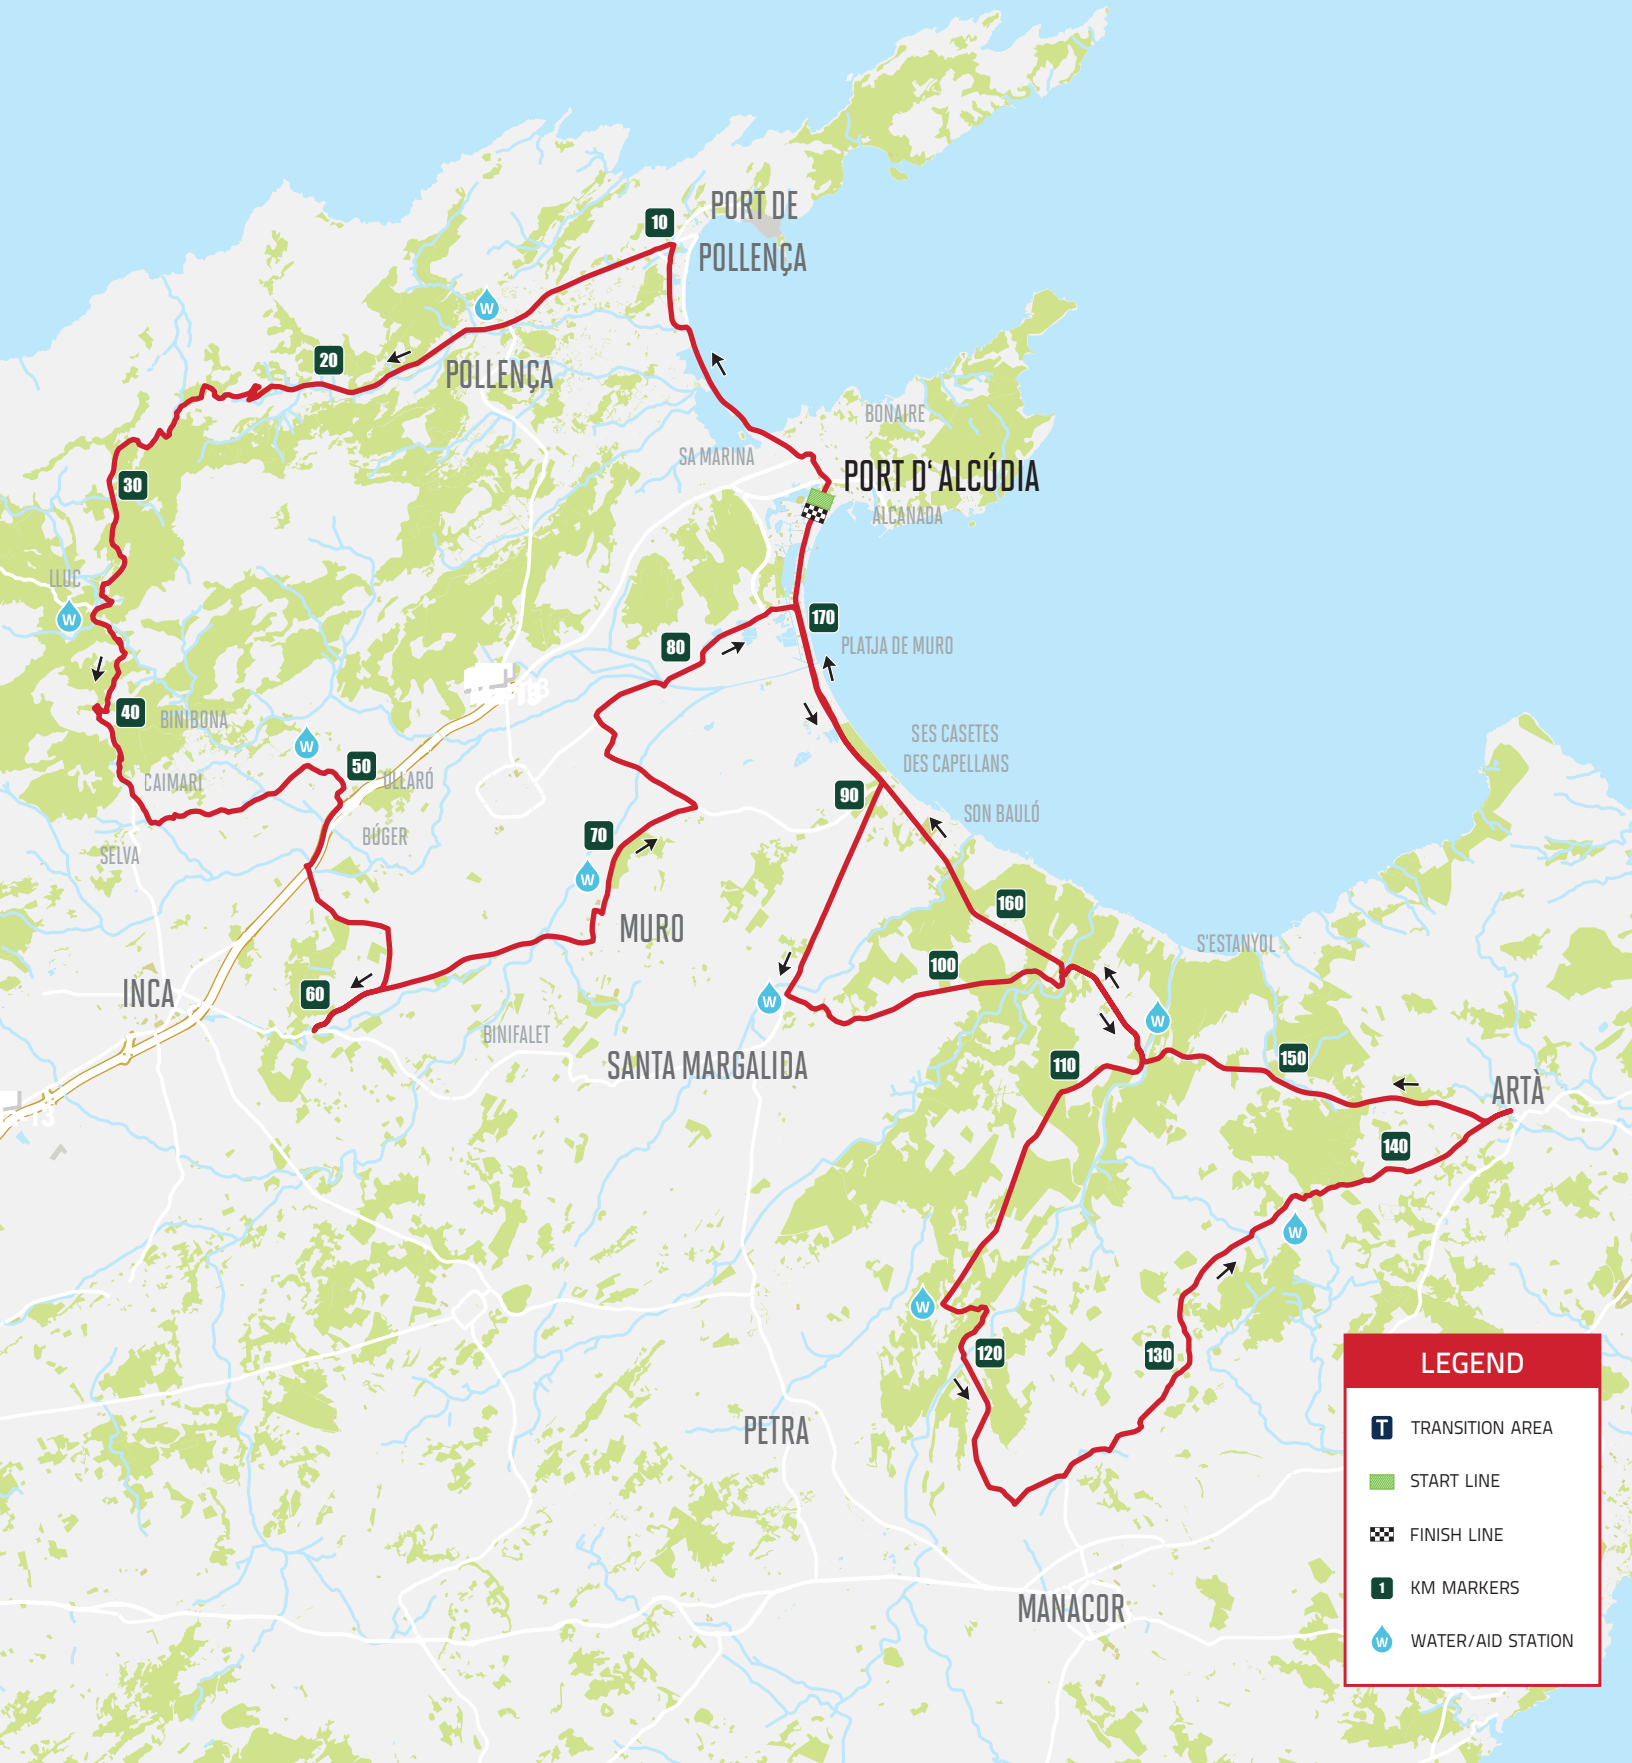 PORT DE
POLLENÇA
10
W
20
POLLENÇA
BONAIRE
SA MARINA
PORT D'ALCÚDIA
ALCANADA
30
LLUC
W
170
PLATJA DE MURO
80
40
BINIBONA
W
SES CASETES
DES CAPELLANS
50
ULLARÓ
CAIMARI
90
SON BAULÓ
BÚGER
70
SELVA
W
160
MURO
S'ESTANYOL
100
INCA
60
W
W
BINIFALET
SANTA MARGALIDA
110
150
ARTÀ
140
W
W
120
130
PETRA
MANACOR
LEGEND
T TRANSITION AREA
START LINE
FINISH LINE
1 KM MARKERS
W WATER/AID STATION